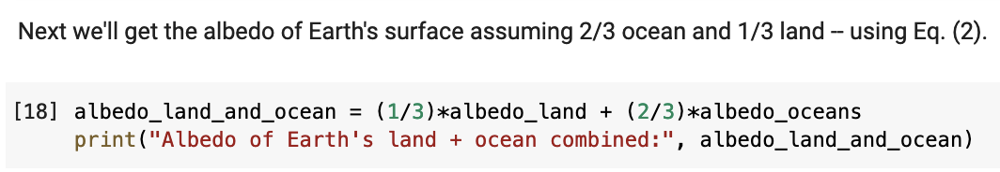 Next we'll get the albedo of Earth's surface assuming 2/3 ocean and 1/3 land -- using Eq. (2).
[18] albedo_land_and_ocean = (1/3)*albedo_land + (2/3)*albedo_oceans
print("Albedo of Earth's land + ocean combined:", albedo_land_and_ocean)